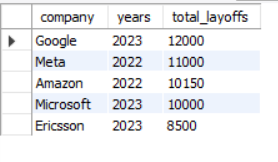 company years total_layoffs
Google 2023 12000
Meta 2022 11000
Amazon 2022 10150
Microsoft 2023 10000
Ericsson 2023 8500